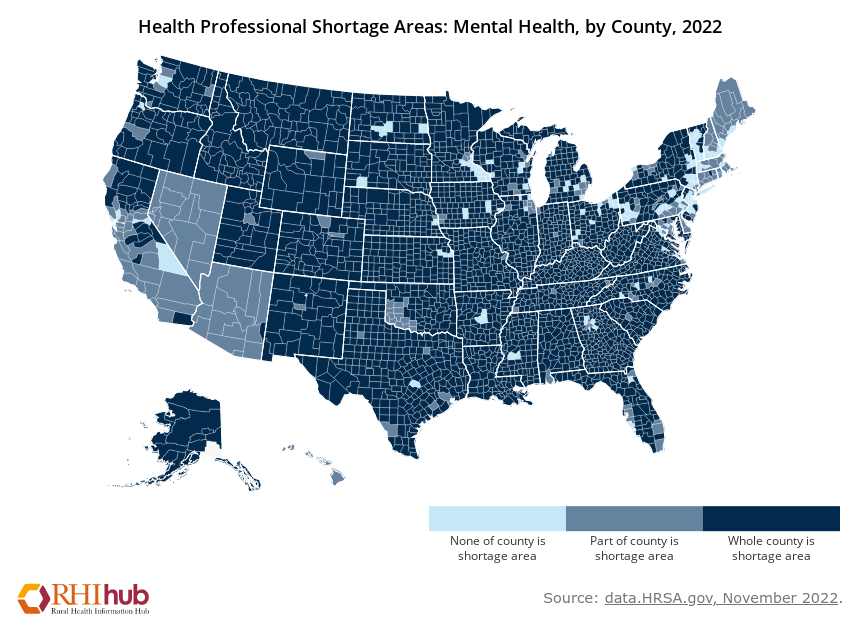 Health Professional Shortage Areas: Mental Health, by County, 2022
None of county is
shortage area
Part of county is
shortage area
Whole county is
shortage area
RHIhub
Rural Health Information Hub
Source: data.HRSA.gov, November 2022.